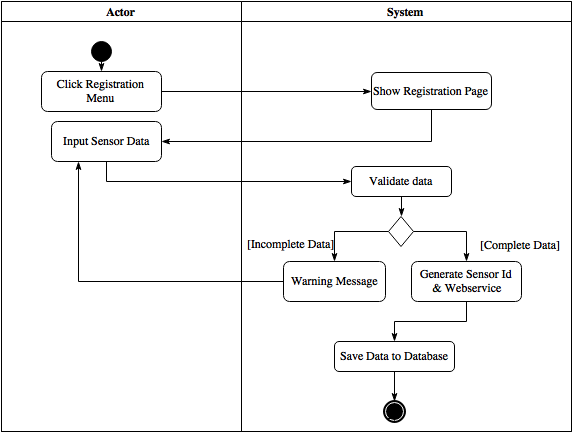 Actor
System
Click Registration
Menu
Show Registration Page
Input Sensor Data
Validate data
[Incomplete Data]
[Complete Data]
Warning Message
Generate Sensor Id
& Webservice
Save Data to Database